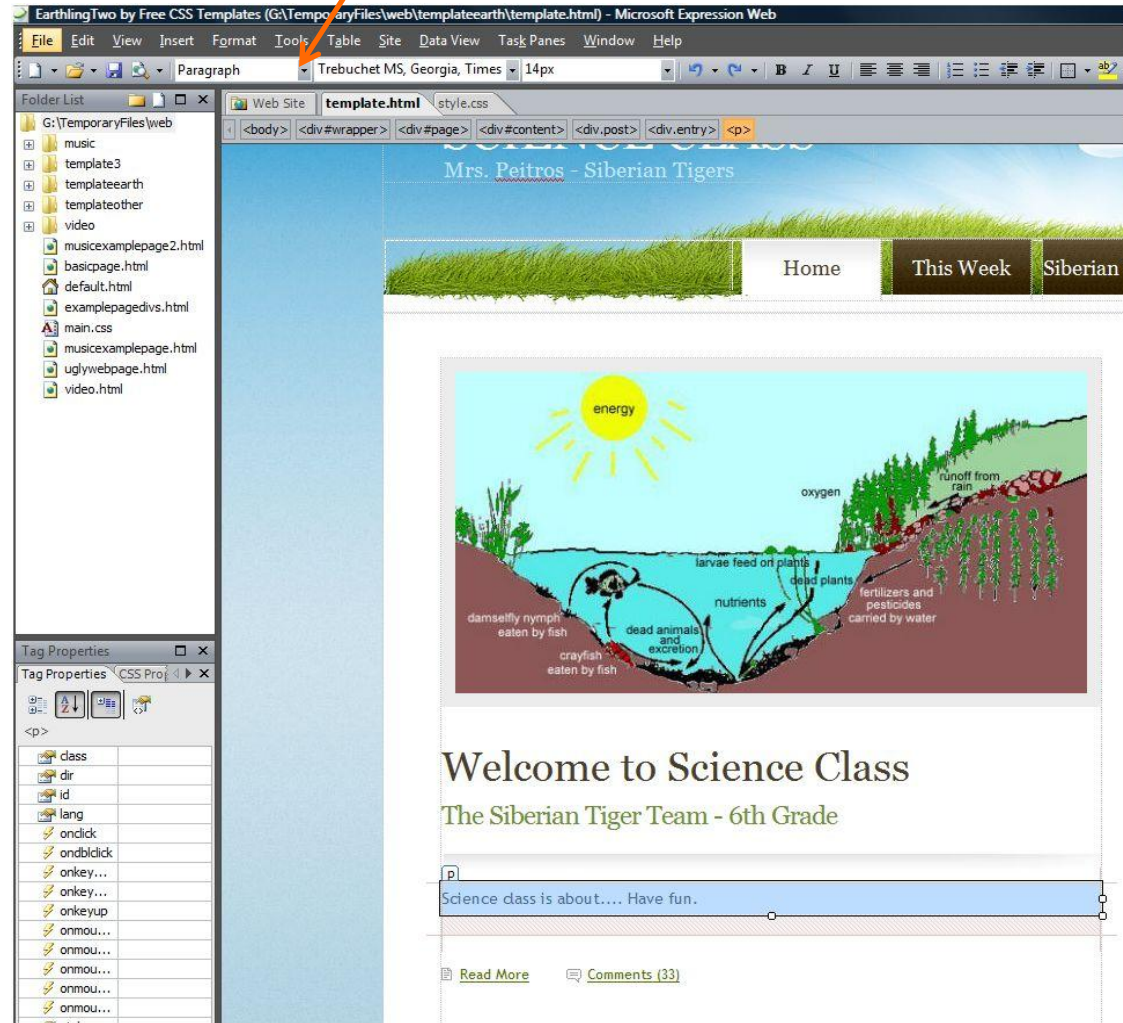 EarthlingTwo by Free CSS Templates (G:\TemporaryFiles\web\templateearth\template.html) - Microsoft Expression Web
File Edit View Insert Format Tools Table Site Data View Task Panes Window Help
Paragraph Trebuchet MS, Georgia, Times 14px B I U ab
Folder List
Web Site template.html style.css
G:\TemporaryFiles\web
<body> <div#wrapper> <div#page> <div#content> <div.post> <div.entry> <p>
music
template3
templateearth
templateother
video
musicexamplepage2.html
basicpage.html
default.html
examplepagedivs.html
main.css
musicexamplepage.html
uglywebpage.html
video.html
SCIENCE CLASS
Mrs. Peitros - Siberian Tigers
Home This Week Siberian
energy
oxygen
runoff from
rain
larvae feed on plants
dead plants
nutrients
fertilizers and
pesticides
carried by water
damselfly nymph
eaten by fish
dead animals
and
excretion
crayfish
eaten by fish
Tag Properties
Tag Properties CSS Prop
<p>
class
dir
id
lang
onclick
ondblclick
onkey...
onkey...
onkeyup
onmou...
onmou...
onmou...
onmou...
onmou...
Welcome to Science Class
The Siberian Tiger Team - 6th Grade
p
Science class is about.... Have fun.
Read More Comments (33)